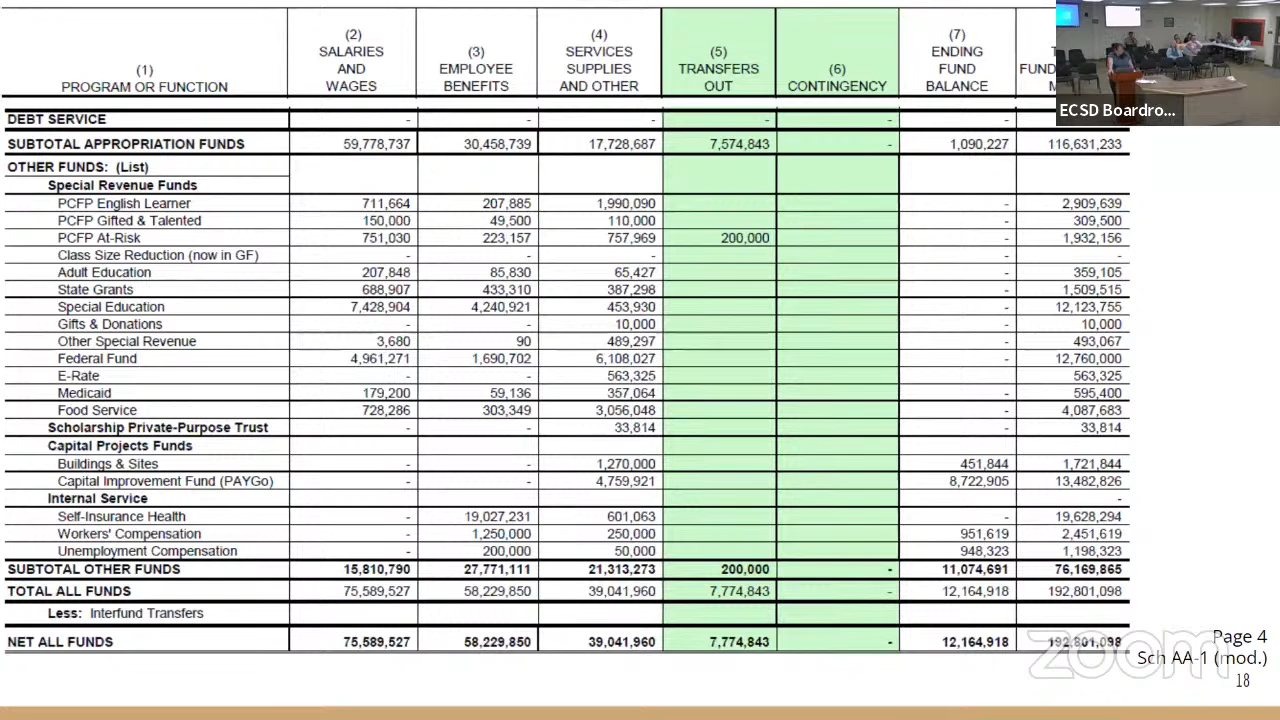 (1) PROGRAM OR FUNCTION (2) SALARIES AND WAGES (3) EMPLOYEE BENEFITS (4) SERVICES SUPPLIES AND OTHER (5) TRANSFERS OUT (6) CONTINGENCY (7) ENDING FUND BALANCE
ECSD Boardro...
DEBT SERVICE - - - - - -
SUBTOTAL APPROPRIATION FUNDS 59,778,737 30,458,739 17,728,687 7,574,843 - 1,090,227 116,631,233
OTHER FUNDS: (List)
Special Revenue Funds
PCFP English Learner 711,664 207,885 1,990,090 - 2,909,639
PCFP Gifted & Talented 150,000 49,500 110,000 - 309,500
PCFP At-Risk 751,030 223,157 757,969 200,000 - 1,932,156
Class Size Reduction (now in GF) - - - - -
Adult Education 207,848 85,830 65,427 - 359,105
State Grants 688,907 433,310 387,298 - 1,509,515
Special Education 7,428,904 4,240,921 453,930 - 12,123,755
Gifts & Donations - - 10,000 - 10,000
Other Special Revenue 3,680 90 489,297 - 493,067
Federal Fund 4,961,271 1,690,702 6,108,027 - 12,760,000
E-Rate - - 563,325 - 563,325
Medicaid 179,200 59,136 357,064 - 595,400
Food Service 728,286 303,349 3,056,048 - 4,087,683
Scholarship Private-Purpose Trust - - 33,814 - 33,814
Capital Projects Funds
Buildings & Sites - - 1,270,000 451,844 1,721,844
Capital Improvement Fund (PAYGo) - - 4,759,921 8,722,905 13,482,826
Internal Service -
Self-Insurance Health - 19,027,231 601,063 - 19,628,294
Workers' Compensation - 1,250,000 250,000 951,619 2,451,619
Unemployment Compensation - 200,000 50,000 948,323 1,198,323
SUBTOTAL OTHER FUNDS 15,810,790 27,771,111 21,313,273 200,000 - 11,074,691 76,169,865
TOTAL ALL FUNDS 75,589,527 58,229,850 39,041,960 7,774,843 - 12,164,918 192,801,098
Less: Interfund Transfers
NET ALL FUNDS 75,589,527 58,229,850 39,041,960 7,774,843 - 12,164,918 192,801,098
zoom
Page 4
Sch AA-1 (mod.)
18